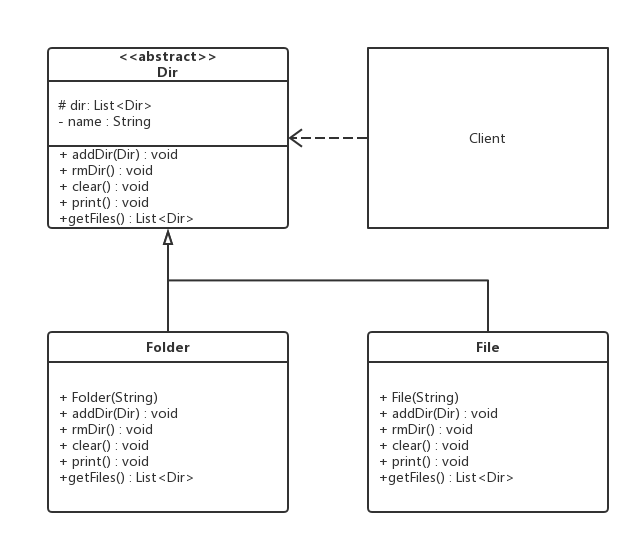 <<abstract>>
Dir
# dir: List<Dir>
- name : String
+ addDir(Dir) : void
+ rmDir() : void
+ clear() : void
+ print() : void
+getFiles() : List<Dir>
Client
Folder
+ Folder(String)
+ addDir(Dir) : void
+ rmDir() : void
+ clear() : void
+ print() : void
+getFiles() : List<Dir>
File
+ File(String)
+ addDir(Dir) : void
+ rmDir() : void
+ clear() : void
+ print() : void
+getFiles() : List<Dir>